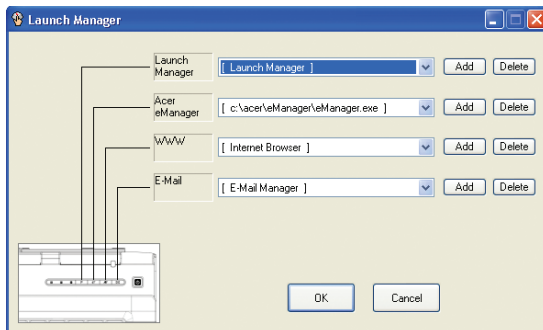 Launch Manager
Launch Manager
[ Launch Manager ]
Add
Delete
Acer eManager
[ c:\acer\eManager\eManager.exe ]
Add
Delete
WWW
[ Internet Browser ]
Add
Delete
E-Mail
[ E-Mail Manager ]
Add
Delete
OK
Cancel